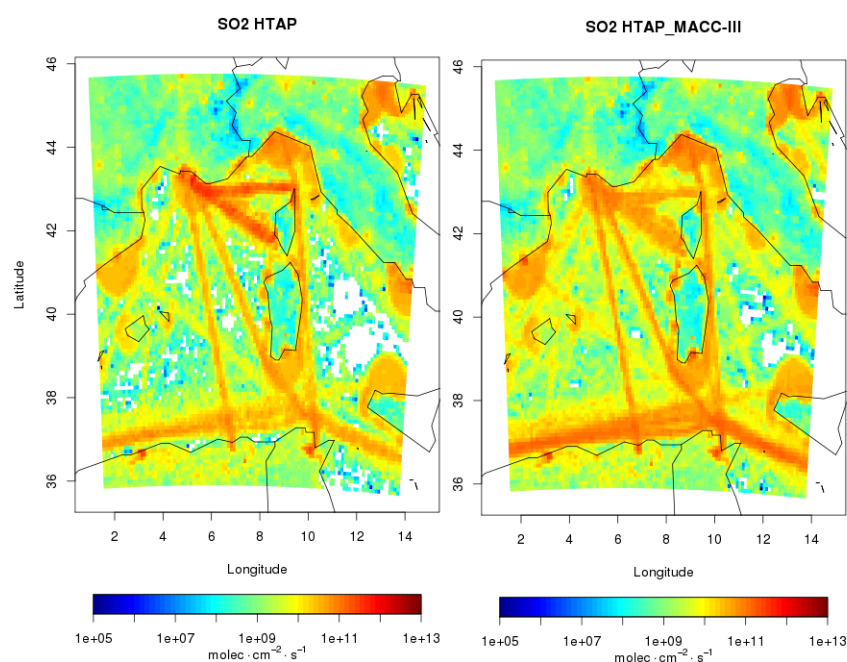 SO2 HTAP
SO2 HTAP_MACC-III
Latitude
46
44
42
40
38
36
46
44
42
40
38
36
2 4 6 8 10 12 14
2 4 6 8 10 12 14
Longitude
Longitude
1e+05 1e+07 1e+09 1e+11 1e+13
molec · cm⁻² · s⁻¹
1e+05 1e+07 1e+09 1e+11 1e+13
molec · cm⁻² · s⁻¹